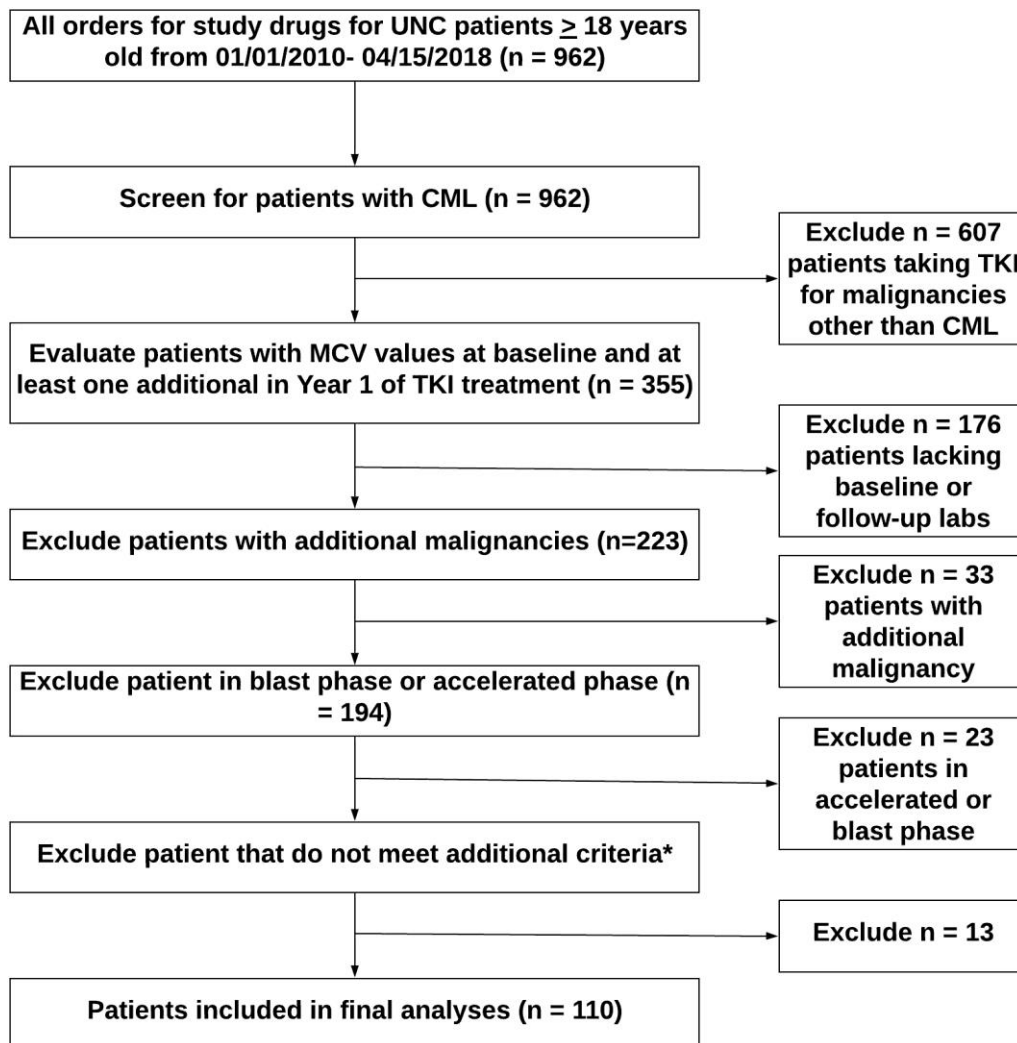 All orders for study drugs for UNC patients ≥ 18 years
old from 01/01/2010- 04/15/2018 (n = 962)
Screen for patients with CML (n = 962)
Exclude n = 607
patients taking TKI
for malignancies
other than CML
Evaluate patients with MCV values at baseline and at
least one additional in Year 1 of TKI treatment (n = 355)
Exclude n = 176
patients lacking
baseline or
follow-up labs
Exclude patients with additional malignancies (n=223)
Exclude n = 33
patients with
additional
malignancy
Exclude patient in blast phase or accelerated phase (n
= 194)
Exclude n = 23
patients in
accelerated or
blast phase
Exclude patient that do not meet additional criteria*
Exclude n = 13
Patients included in final analyses (n = 110)